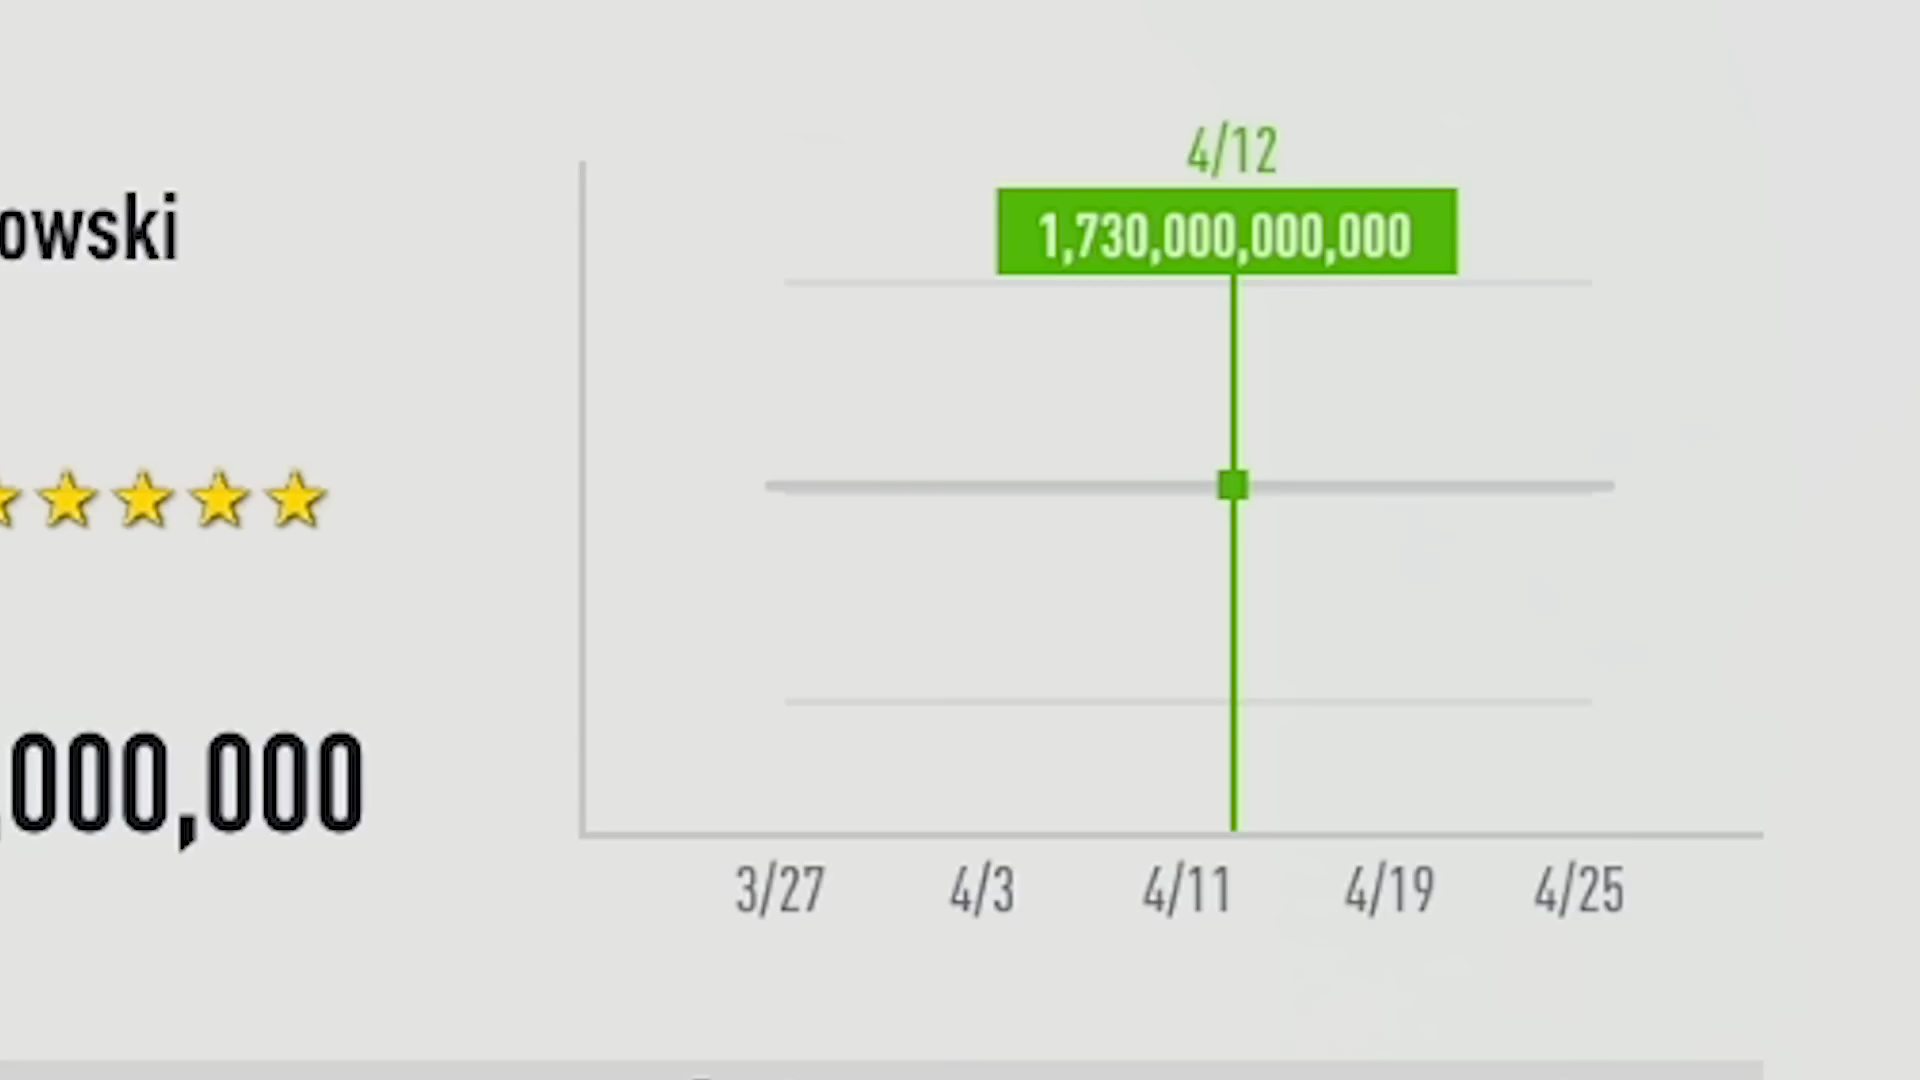 4/12
1,730,000,000,000
owski
★★★★
,000,000
3/27 4/3 4/11 4/19 4/25